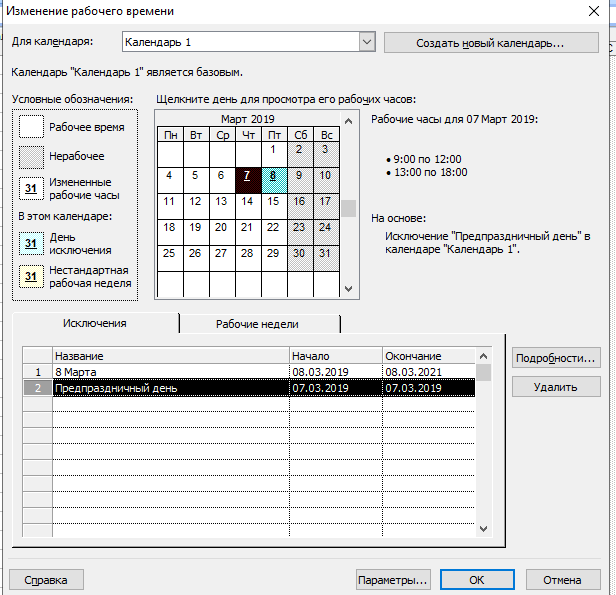 Изменение рабочего времени
Для календаря:
Календарь 1
Создать новый календарь...
Календарь "Календарь 1" является базовым.
Условные обозначения:
Рабочее время
Нерабочее
31 Измененные
рабочие часы
В этом календаре:
31 День
исключения
31 Нестандартная
рабочая неделя
Щелкните день для просмотра его рабочих часов:
Март 2019
Пн Вт Ср Чт Пт Сб Вс
1 2 3
4 5 6 7 8 9 10
11 12 13 14 15 16 17
18 19 20 21 22 23 24
25 26 27 28 29 30 31
Рабочие часы для 07 Март 2019:
• 9:00 по 12:00
• 13:00 по 18:00
На основе:
Исключение "Предпраздничный день" в
календаре "Календарь 1".
Исключения
Рабочие недели
Название Начало Окончание
1 8 Марта 08.03.2019 08.03.2021
2 Предпраздничный день 07.03.2019 07.03.2019
Подробности...
Удалить
Справка
Параметры...
ОК
Отмена